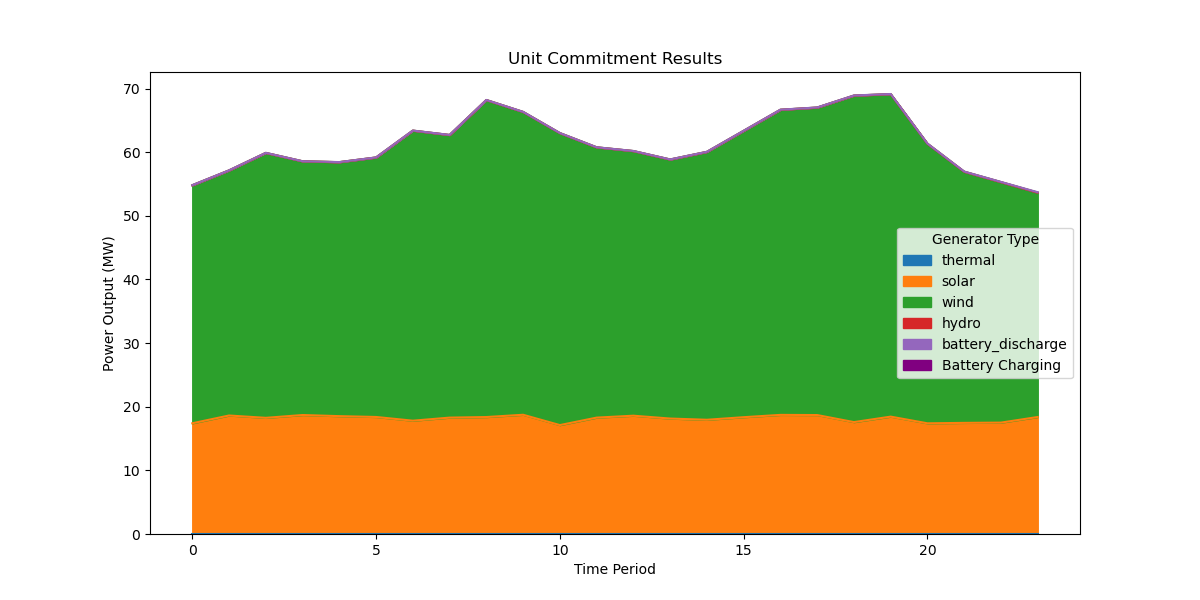 Unit Commitment Results
Power Output (MW)
70
60
50
40
30
20
10
0
Generator Type
thermal
solar
wind
hydro
battery_discharge
Battery Charging
0 5 10 15 20
Time Period